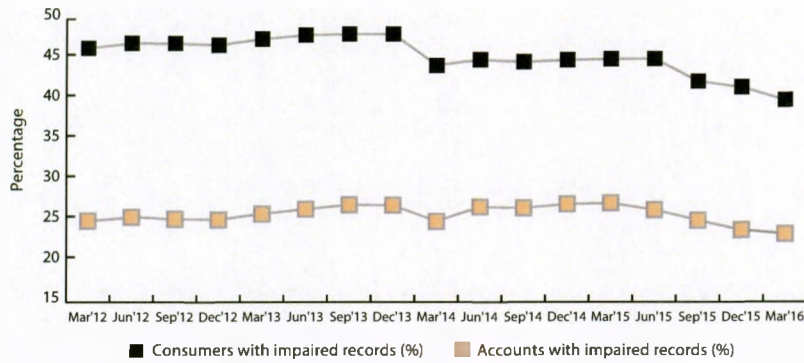 50
45
40
35
30
25
20
15
Percentage
Mar'12 Jun'12 Sep'12 Dec'12 Mar'13 Jun'13 Sep'13 Dec'13 Mar'14 Jun'14 Sep'14 Dec'14 Mar'15 Jun'15 Sep'15 Dec'15 Mar'16
Consumers with impaired records (%) Accounts with impaired records (%)